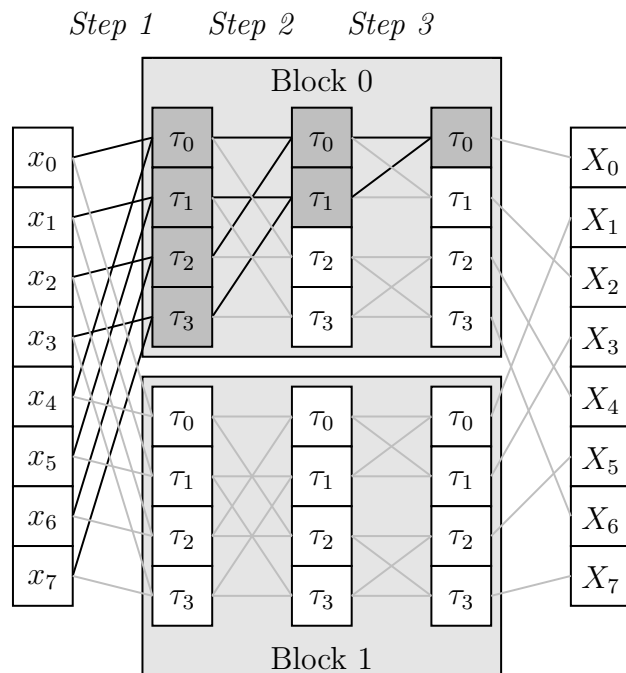 Step 1 Step 2 Step 3
Block 0
x₀
x₁
x₂
x₃
x₄
x₅
x₆
x₇
τ₀ τ₀ τ₀
τ₁ τ₁ τ₁
τ₂ τ₂ τ₂
τ₃ τ₃ τ₃
τ₀ τ₀ τ₀
τ₁ τ₁ τ₁
τ₂ τ₂ τ₂
τ₃ τ₃ τ₃
Block 1
X₀
X₁
X₂
X₃
X₄
X₅
X₆
X₇